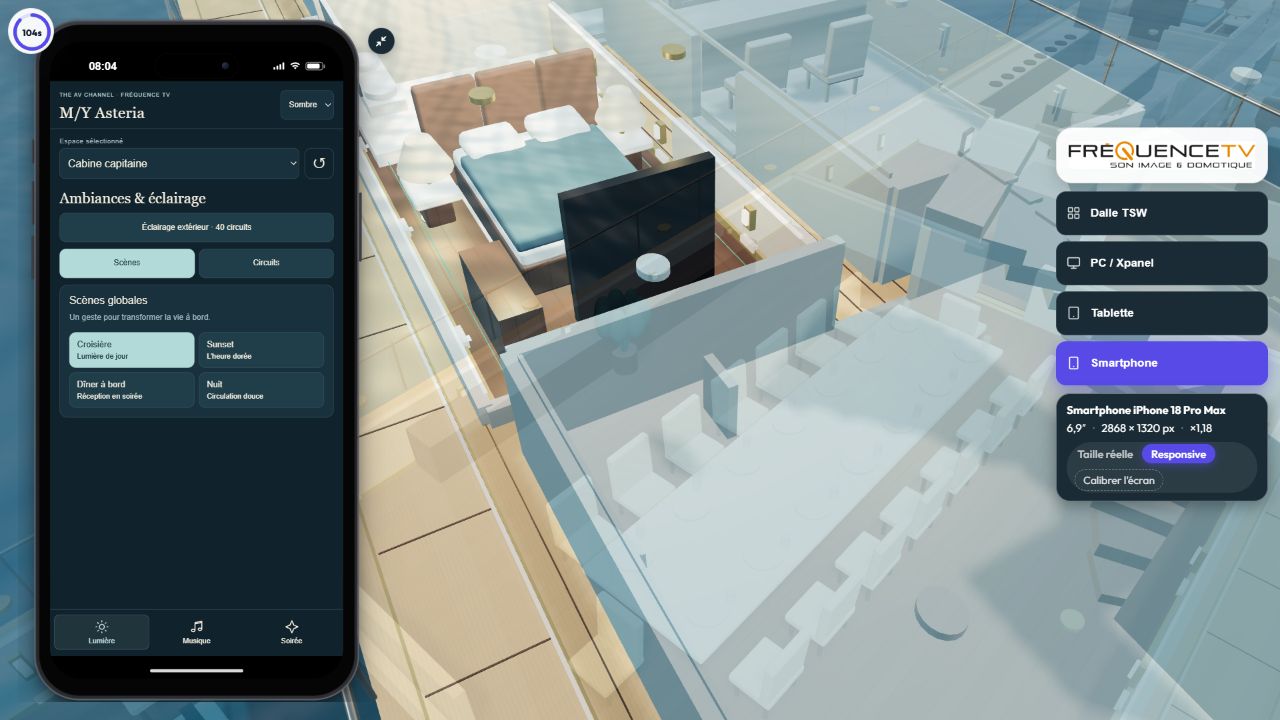 104s
08:04
THE AV CHANNEL · FRÉQUENCE TV
M/Y Asteria
Sombre
Espace sélectionné
Cabine capitaine
Ambiances & éclairage
Éclairage extérieur · 40 circuits
Scènes
Circuits
Scènes globales
Un geste pour transformer la vie à bord.
Croisière
Lumière de jour
Sunset
L'heure dorée
Dîner à bord
Réception en soirée
Nuit
Circulation douce
Lumière
Musique
Soirée
FRÉQUENCE TV
SON IMAGE & DOMOTIQUE
Dalle TSW
PC / Xpanel
Tablette
Smartphone
Smartphone iPhone 18 Pro Max
6,9″ · 2868 × 1320 px · ×1,18
Taille réelle
Responsive
Calibrer l'écran